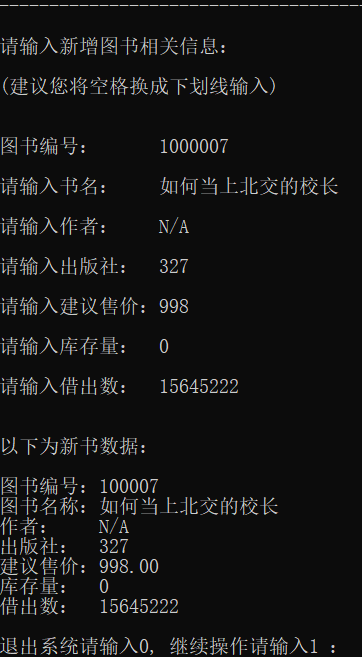 请输入新增图书相关信息:
(建议您将空格换成下划线输入)
图书编号: 1000007
请输入书名: 如何当上北交的校长
请输入作者: N/A
请输入出版社: 327
请输入建议售价: 998
请输入库存量: 0
请输入借出数: 15645222
以下为新书数据:
图书编号: 100007
图书名称: 如何当上北交的校长
作者: N/A
出版社: 327
建议售价: 998.00
库存量: 0
借出数: 15645222
退出系统请输入0, 继续操作请输入1 :